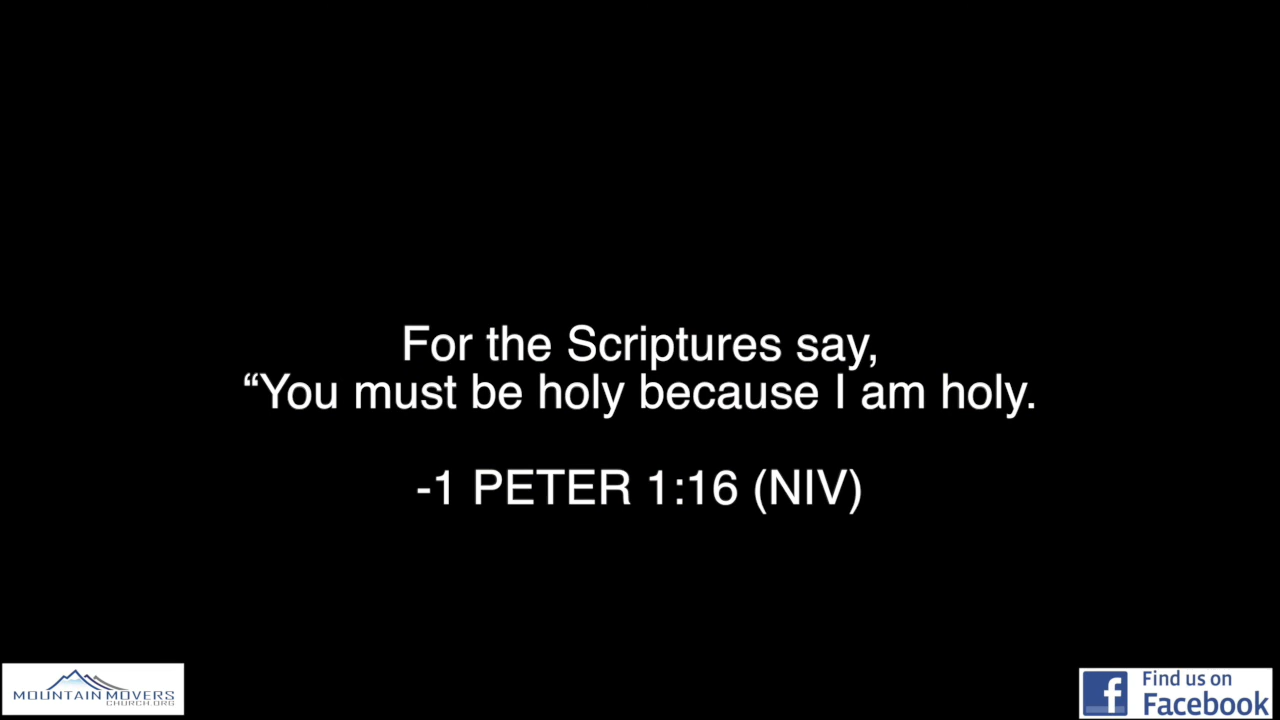 For the Scriptures say,
“You must be holy because I am holy.
-1 PETER 1:16 (NIV)
MOUNTAIN MOVERS
CHURCH.ORG
Find us on
Facebook